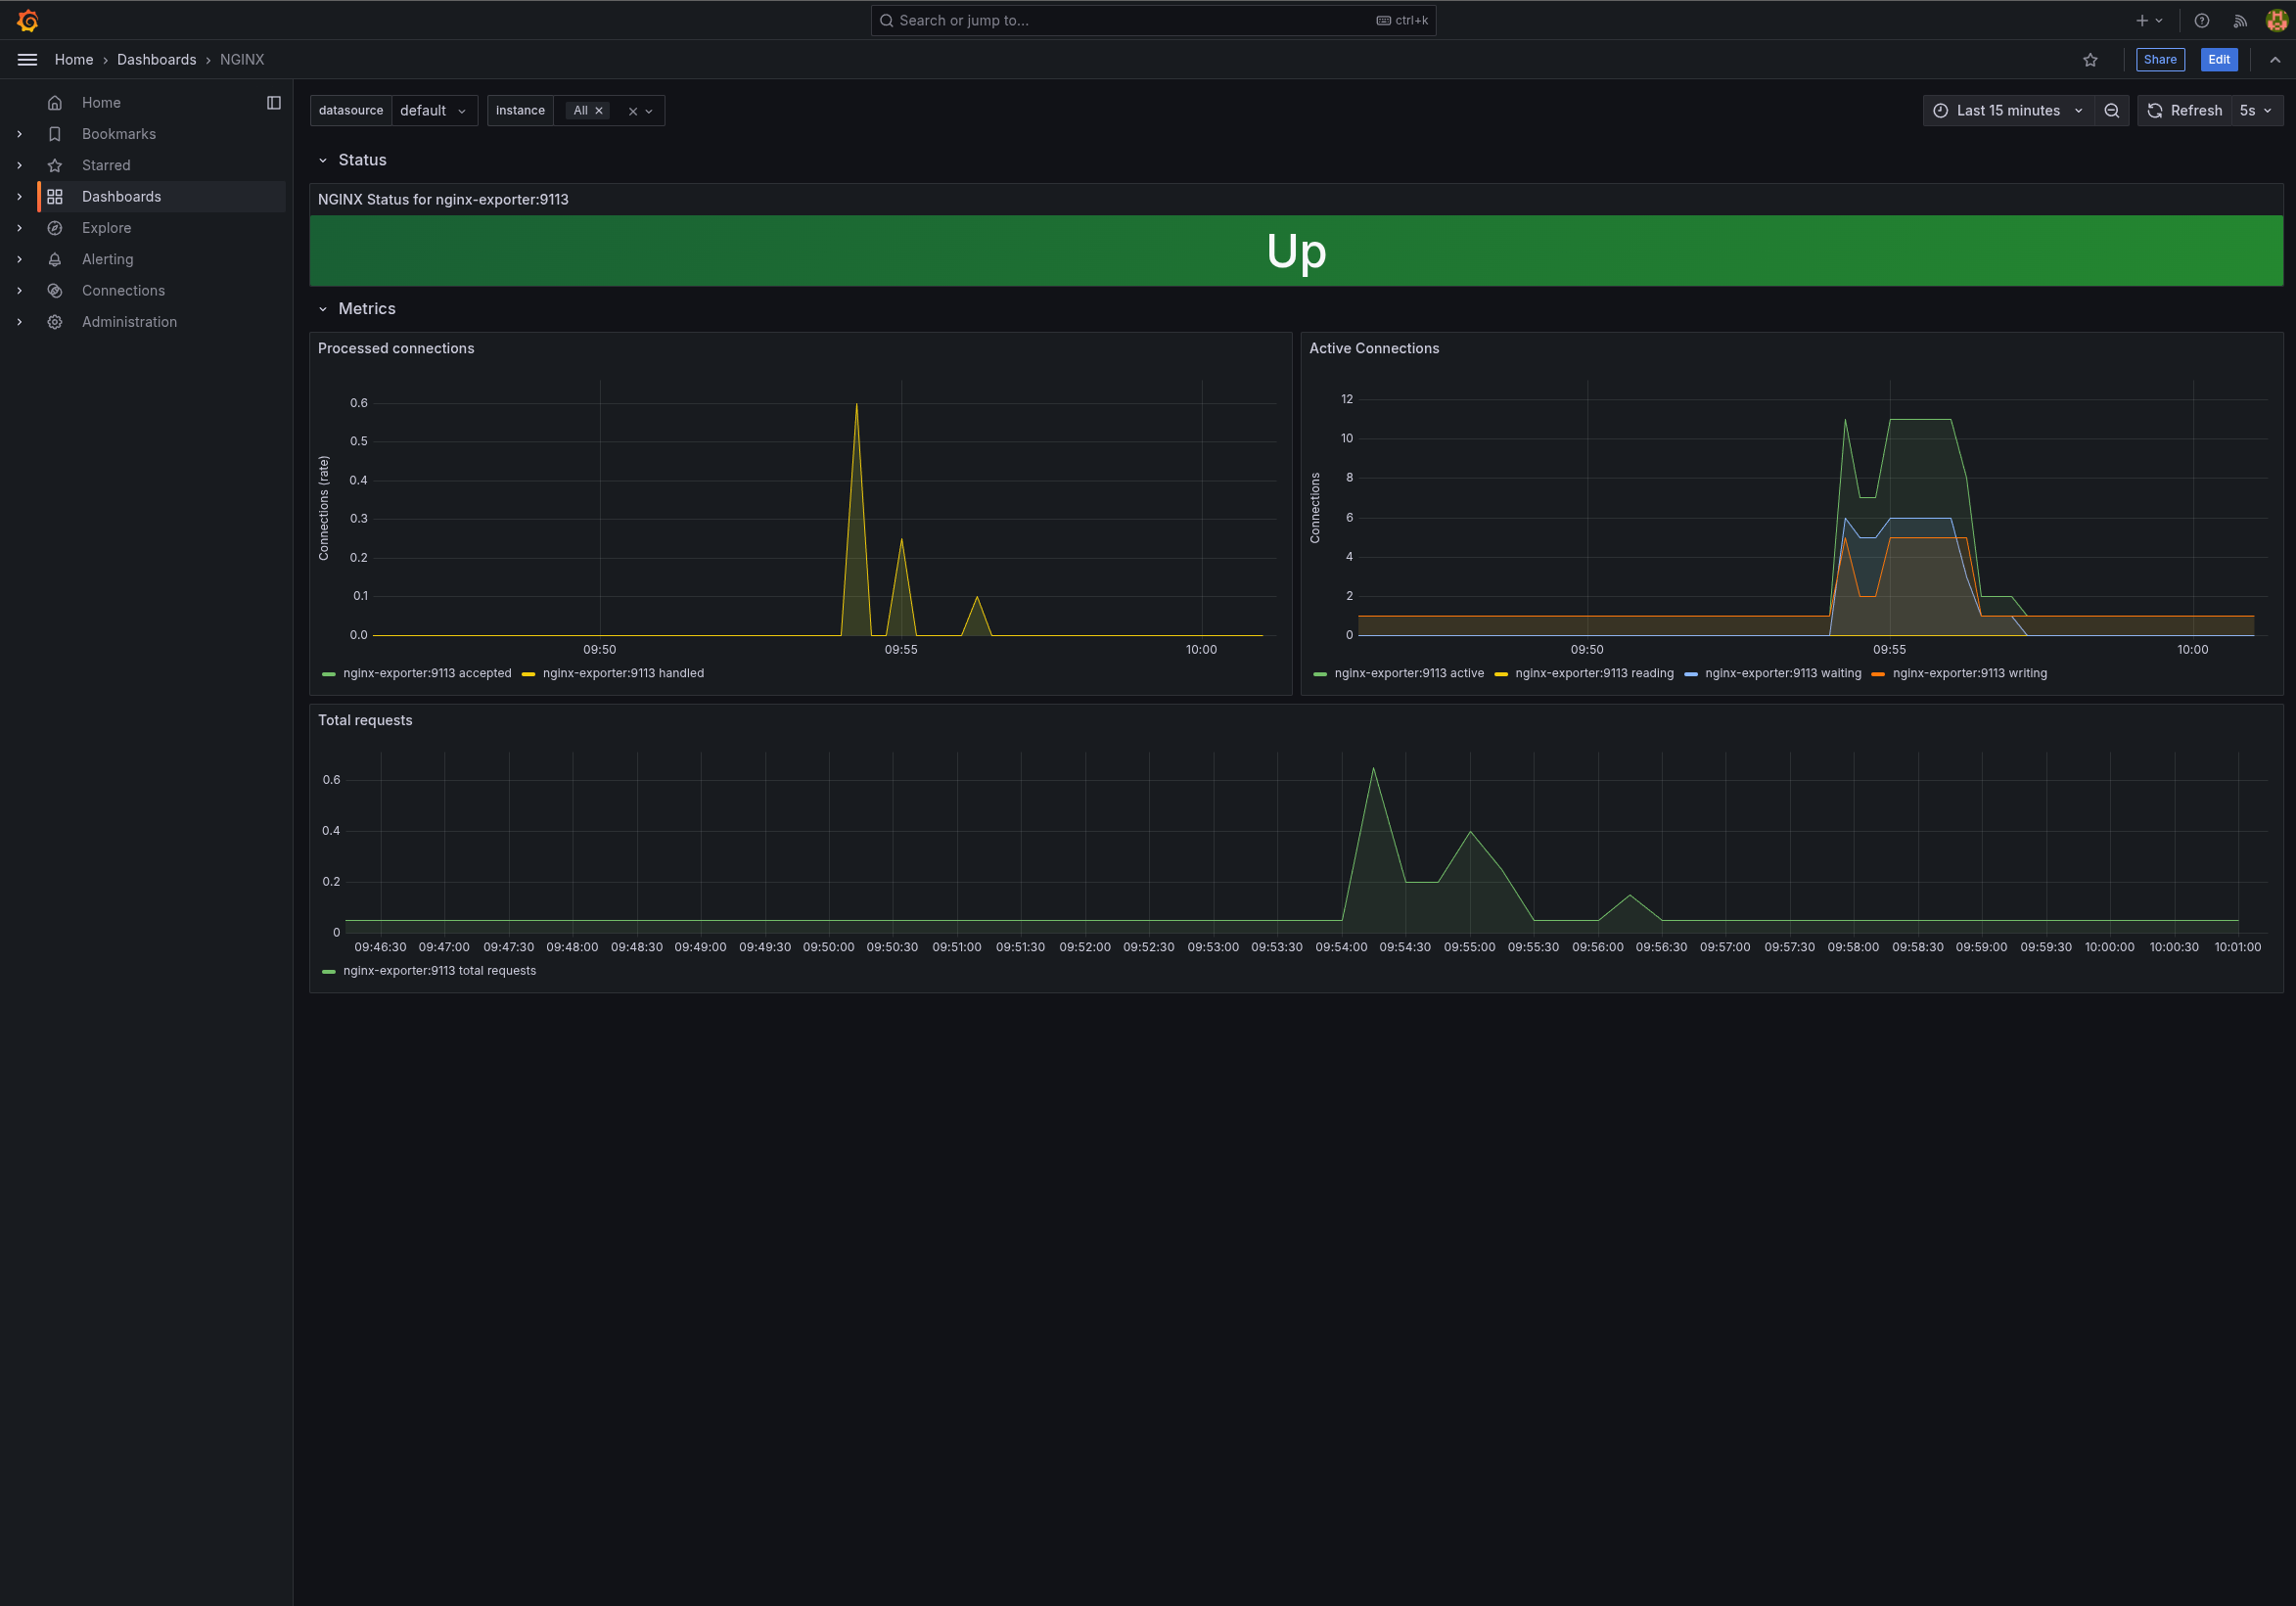 Search or jump to...
ctrl+k
Home › Dashboards › NGINX
Share
Edit
Home
Bookmarks
Starred
Dashboards
Explore
Alerting
Connections
Administration
datasource default
instance All
Last 15 minutes
Refresh 5s
Status
NGINX Status for nginx-exporter:9113
Up
Metrics
Processed connections
Connections (rate)
0.6
0.5
0.4
0.3
0.2
0.1
0.0
09:50 09:55 10:00
nginx-exporter:9113 accepted nginx-exporter:9113 handled
Active Connections
Connections
12
10
8
6
4
2
0
09:50 09:55 10:00
nginx-exporter:9113 active nginx-exporter:9113 reading nginx-exporter:9113 waiting nginx-exporter:9113 writing
Total requests
0.6
0.4
0.2
0
09:46:30 09:47:00 09:47:30 09:48:00 09:48:30 09:49:00 09:49:30 09:50:00 09:50:30 09:51:00 09:51:30 09:52:00 09:52:30 09:53:00 09:53:30 09:54:00 09:54:30 09:55:00 09:55:30 09:56:00 09:56:30 09:57:00 09:57:30 09:58:00 09:58:30 09:59:00 09:59:30 10:00:00 10:00:30 10:01:00
nginx-exporter:9113 total requests